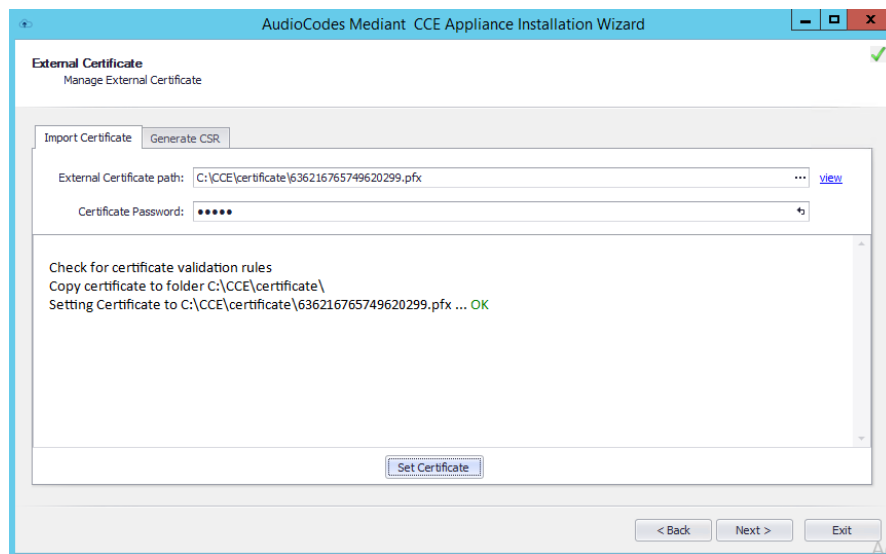 AudioCodes Mediant CCE Appliance Installation Wizard
External Certificate
Manage External Certificate
Import Certificate
Generate CSR
External Certificate path: C:\CCE\certificate\636216765749620299.pfx ... view
Certificate Password: •••••
Check for certificate validation rules
Copy certificate to folder C:\CCE\certificate\
Setting Certificate to C:\CCE\certificate\636216765749620299.pfx ... OK
Set Certificate
< Back
Next >
Exit